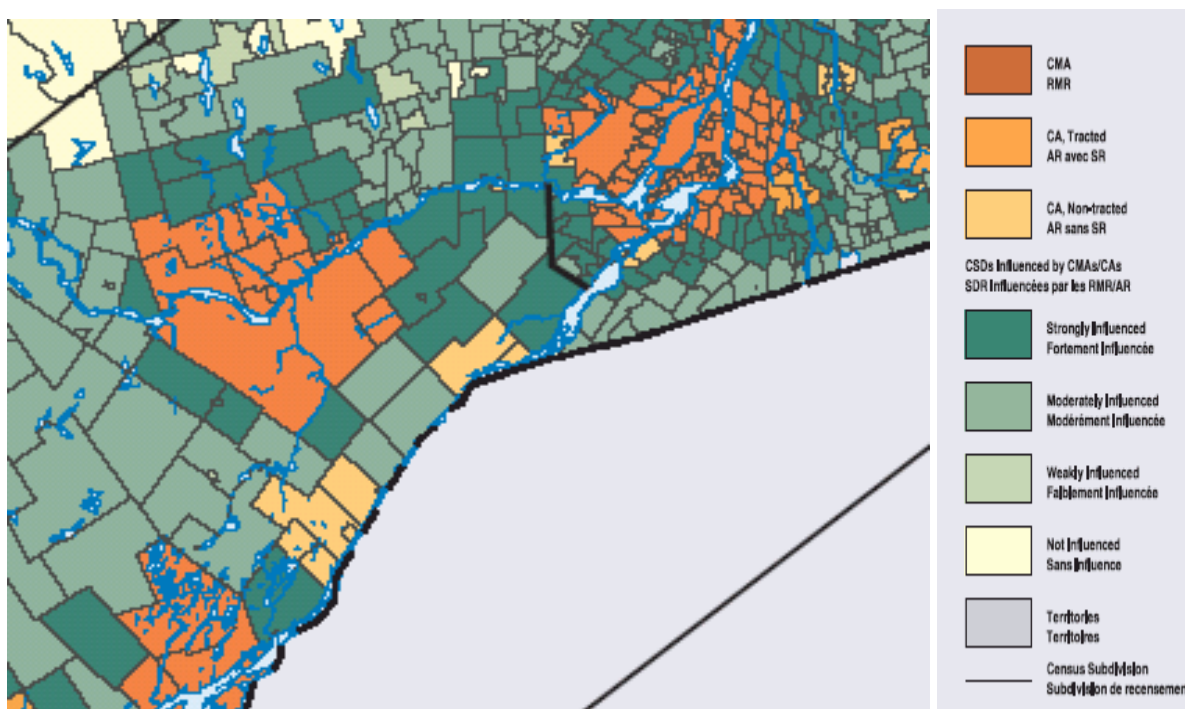 CMA
RMR
CA, Tracted
AR avec SR
CA, Non-tracted
AR sans SR
CSDs Influenced by CMAs/CAs
SDR Influencées par les RMR/AR
Strongly Influenced
Fortement Influencée
Moderately Influenced
Modérément Influencée
Weakly Influenced
Faiblement Influencée
Not Influenced
Sans Influence
Territories
Territoires
Census Subdivision
Subdivision de recensemen